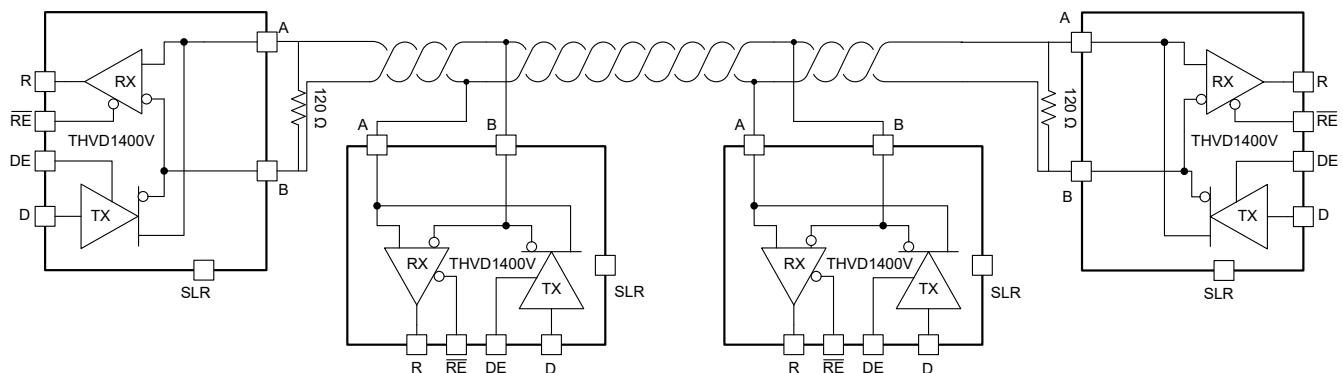 A
R
RX
RE
THVD1400V
DE
D
TX
B
SLR
120 Ω
A
B
RX
THVD1400V
TX
SLR
R
RE
DE
D
A
B
RX
THVD1400V
TX
SLR
R
RE
DE
D
120 Ω
A
RX
R
RE
THVD1400V
DE
D
TX
B
SLR